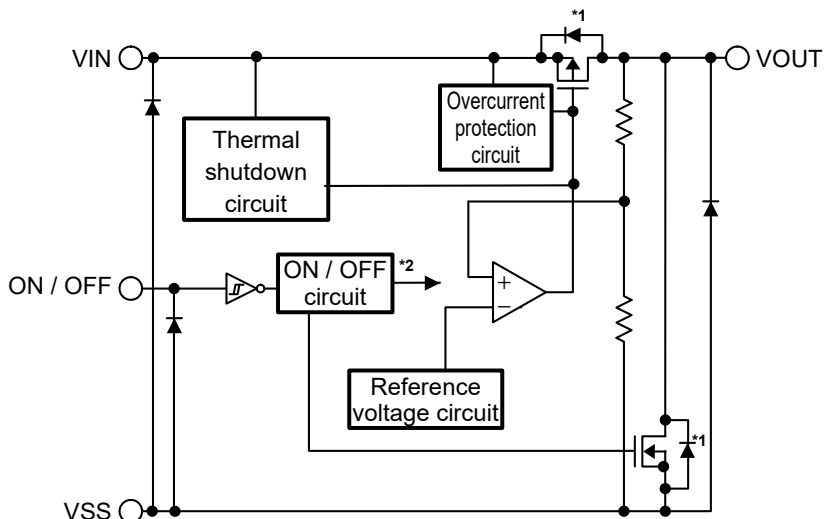 *1
VIN
VOUT
Overcurrent
protection
circuit
Thermal
shutdown
circuit
ON / OFF
ON / OFF
circuit
*2
+
−
Reference
voltage circuit
*1
VSS